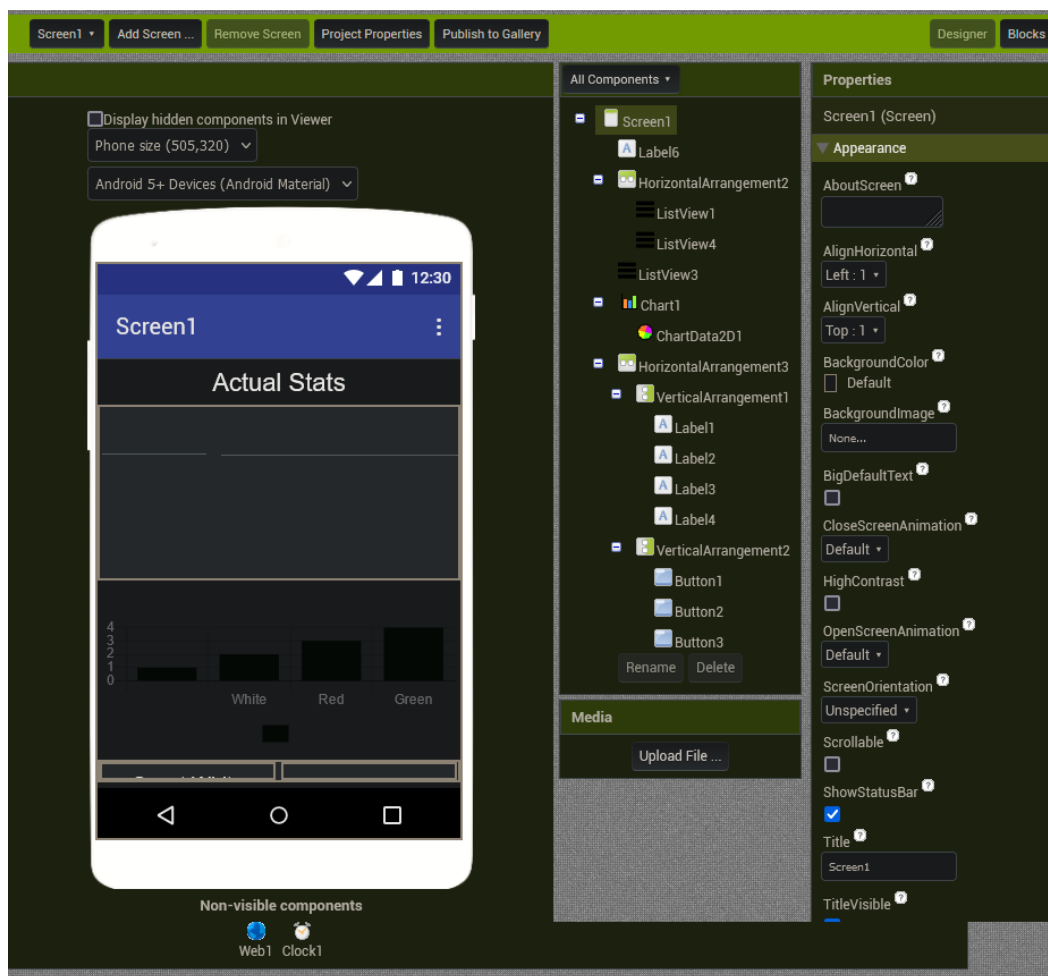 Screen1
Add Screen ...
Remove Screen
Project Properties
Publish to Gallery
Designer
Blocks
Display hidden components in Viewer
Phone size (505,320)
Android 5+ Devices (Android Material)
12:30
Screen1
Actual Stats
4
3
2
1
0
White
Red
Green
Non-visible components
Web1
Clock1
All Components
Screen1
Label6
HorizontalArrangement2
ListView1
ListView4
ListView3
Chart1
ChartData2D1
HorizontalArrangement3
VerticalArrangement1
Label1
Label2
Label3
Label4
VerticalArrangement2
Button1
Button2
Button3
Rename
Delete
Media
Upload File ...
Properties
Screen1 (Screen)
Appearance
AboutScreen ?
AlignHorizontal ?
Left : 1
AlignVertical ?
Top : 1
BackgroundColor ?
Default
BackgroundImage ?
None...
BigDefaultText ?
CloseScreenAnimation ?
Default
HighContrast ?
OpenScreenAnimation ?
Default
ScreenOrientation ?
Unspecified
Scrollable ?
ShowStatusBar ?
Title ?
Screen1
TitleVisible ?